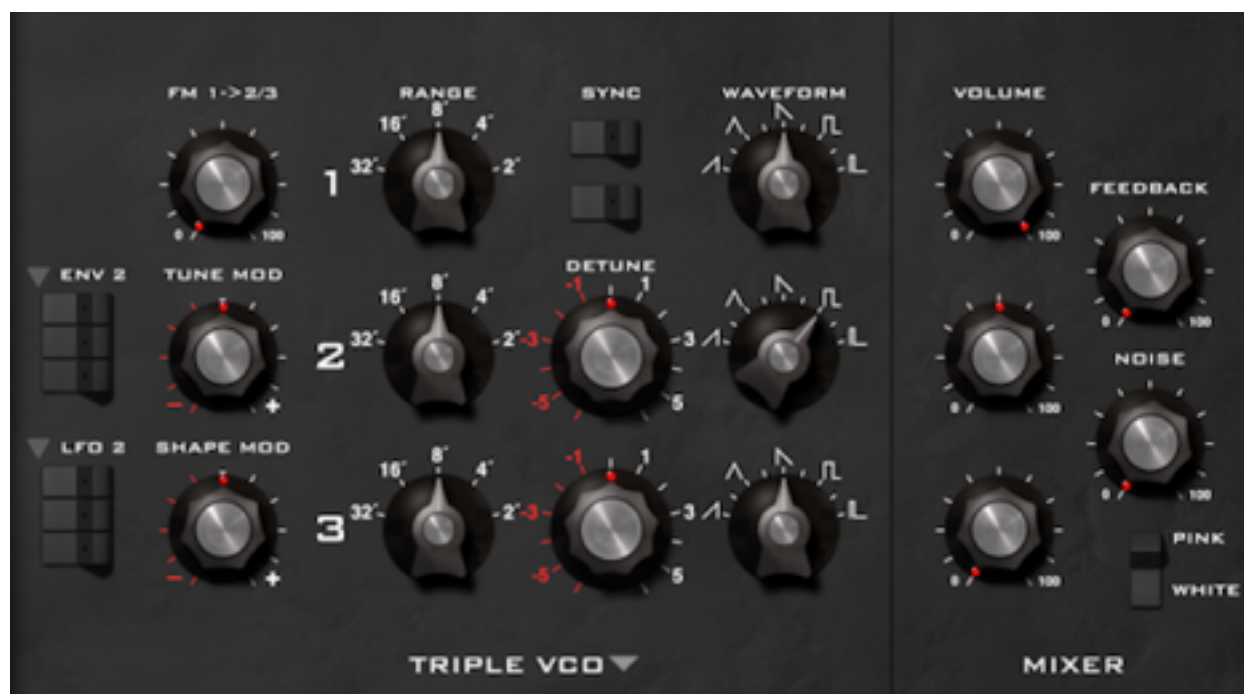 FM 1->2/3 RANGE SYNC WAVEFORM VOLUME
32' 16' 8' 4' 2'
1
0 100
0 100
FEEDBACK
0 100
ENV 2 TUNE MOD DETUNE
- +
2
32' 16' 8' 4' 2'
-5 -3 -1 1 3 5
0 100
NOISE
0 100
LFO 2 SHAPE MOD
- +
3
32' 16' 8' 4' 2'
-5 -3 -1 1 3 5
0 100
PINK
WHITE
TRIPLE VCO MIXER